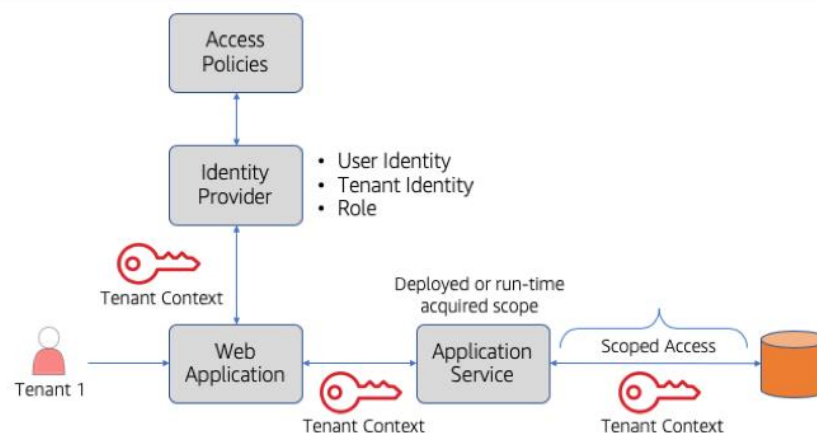 Access
Policies
Identity
Provider
• User Identity
• Tenant Identity
• Role
Tenant Context
Deployed or run-time
acquired scope
Tenant 1
Web
Application
Tenant Context
Application
Service
Scoped Access
Tenant Context